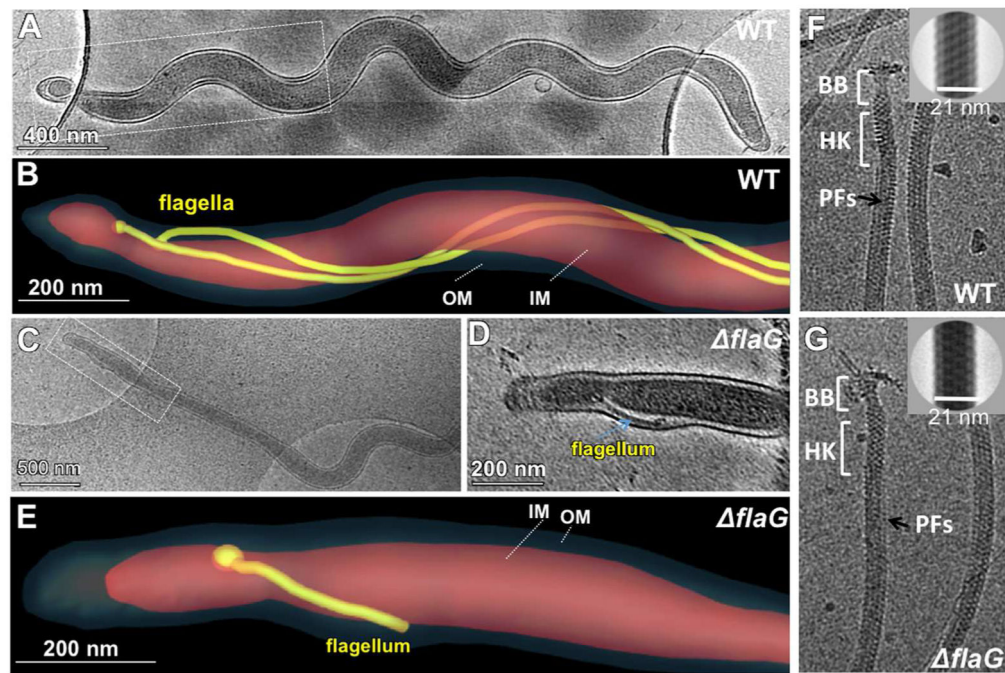 A
WT
400 nm
B
WT
flagella
OM
IM
200 nm
C
500 nm
D
ΔflaG
flagellum
200 nm
E
IM
OM
ΔflaG
flagellum
200 nm
F
BB
HK
PFs
21 nm
WT
G
BB
HK
PFs
21 nm
ΔflaG